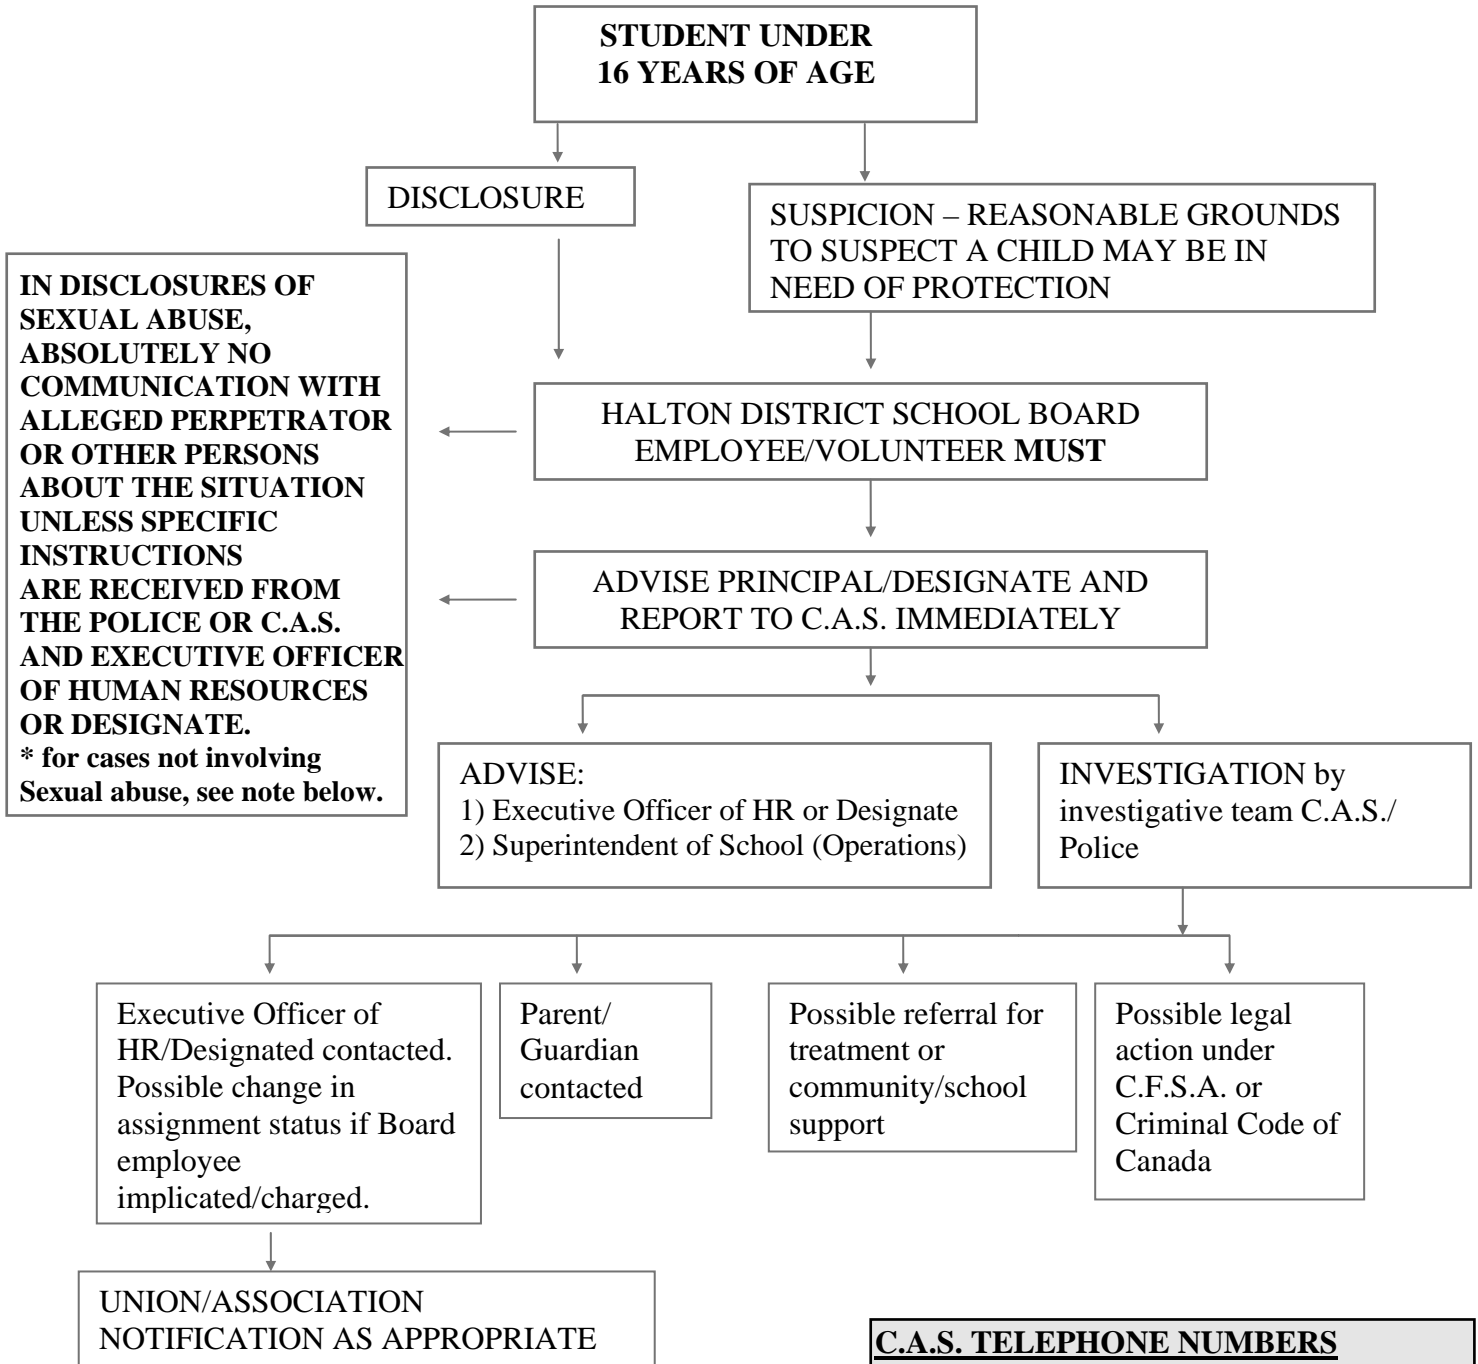 STUDENT UNDER
16 YEARS OF AGE
DISCLOSURE
SUSPICION – REASONABLE GROUNDS
TO SUSPECT A CHILD MAY BE IN
NEED OF PROTECTION
IN DISCLOSURES OF
SEXUAL ABUSE,
ABSOLUTELY NO
COMMUNICATION WITH
ALLEGED PERPETRATOR
OR OTHER PERSONS
ABOUT THE SITUATION
UNLESS SPECIFIC
INSTRUCTIONS
ARE RECEIVED FROM
THE POLICE OR C.A.S.
AND EXECUTIVE OFFICER
OF HUMAN RESOURCES
OR DESIGNATE.
* for cases not involving
Sexual abuse, see note below.
HALTON DISTRICT SCHOOL BOARD
EMPLOYEE/VOLUNTEER MUST
ADVISE PRINCIPAL/DESIGNATE AND
REPORT TO C.A.S. IMMEDIATELY
ADVISE:
1) Executive Officer of HR or Designate
2) Superintendent of School (Operations)
INVESTIGATION by
investigative team C.A.S./
Police
Executive Officer of
HR/Designated contacted.
Possible change in
assignment status if Board
employee
implicated/charged.
Parent/
Guardian
contacted
Possible referral for
treatment or
community/school
support
Possible legal
action under
C.F.S.A. or
Criminal Code of
Canada
UNION/ASSOCIATION
NOTIFICATION AS APPROPRIATE
C.A.S. TELEPHONE NUMBERS